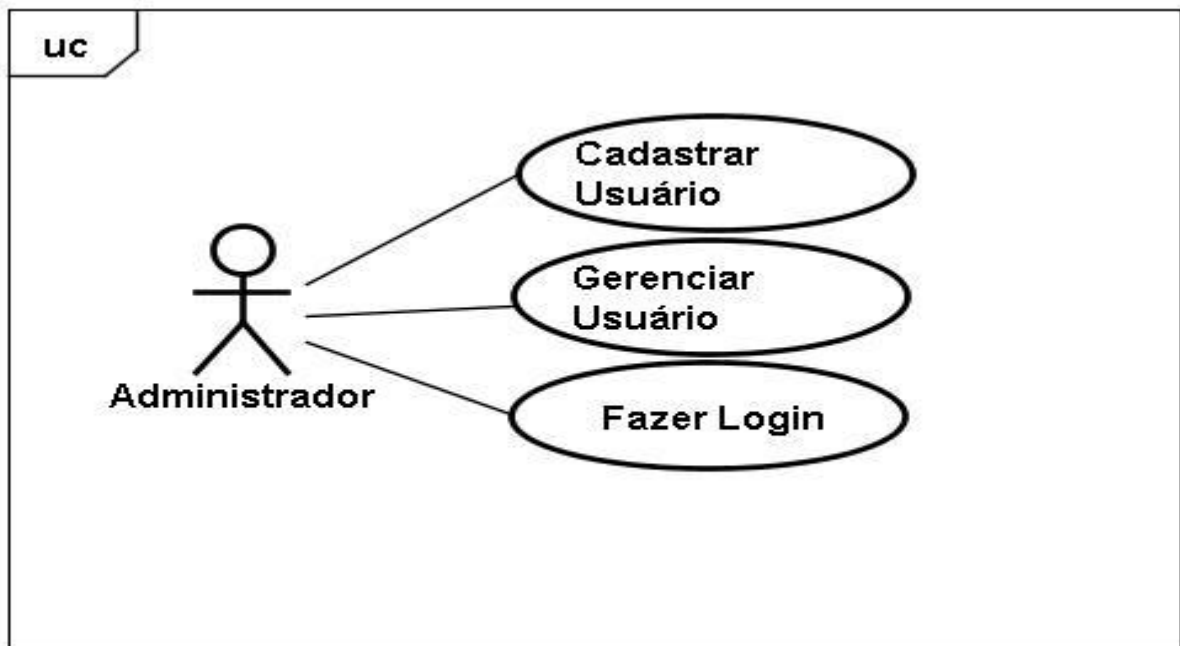 uc
Cadastrar
Usuário
Gerenciar
Usuário
Administrador
Fazer Login